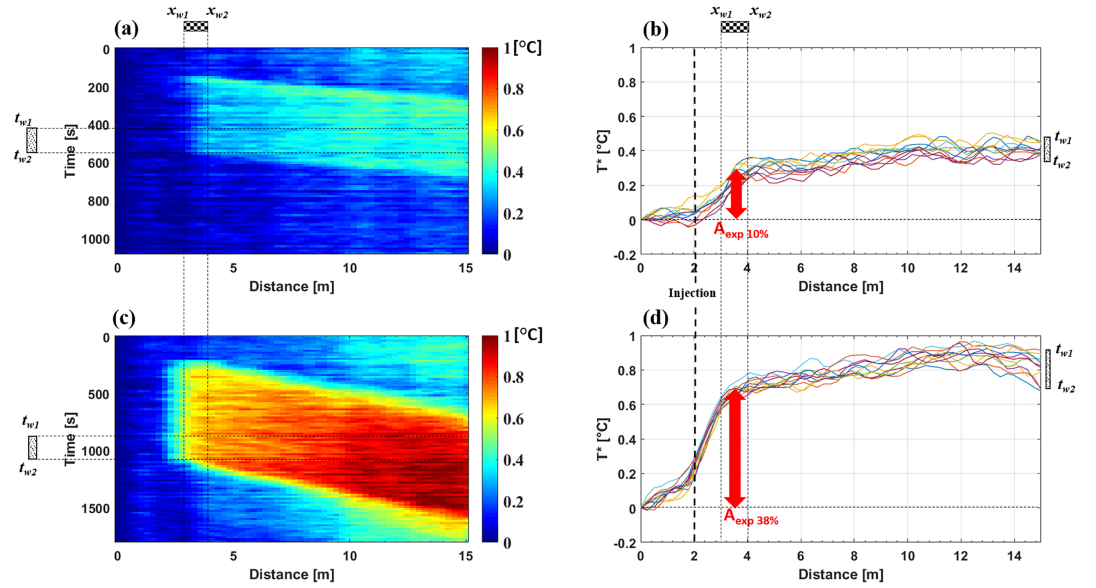 x_w1 x_w2
(a)
1 [°C]
0.8
0.6
0.4
0.2
0
0
200
400
600
800
1000
Time [s]
t_w1
t_w2
0 5 10 15
Distance [m]
x_w1 x_w2
(b)
1
0.8
0.6
0.4
0.2
0
-0.2
T* [°C]
A_exp 10%
t_w1
t_w2
0 2 4 6 8 10 12 14
Distance [m]
Injection
(c)
1 [°C]
0.8
0.6
0.4
0.2
0
0
500
1000
1500
Time [s]
t_w1
t_w2
0 5 10 15
Distance [m]
(d)
1
0.8
0.6
0.4
0.2
0
-0.2
T* [°C]
A_exp 38%
t_w1
t_w2
0 2 4 6 8 10 12 14
Distance [m]